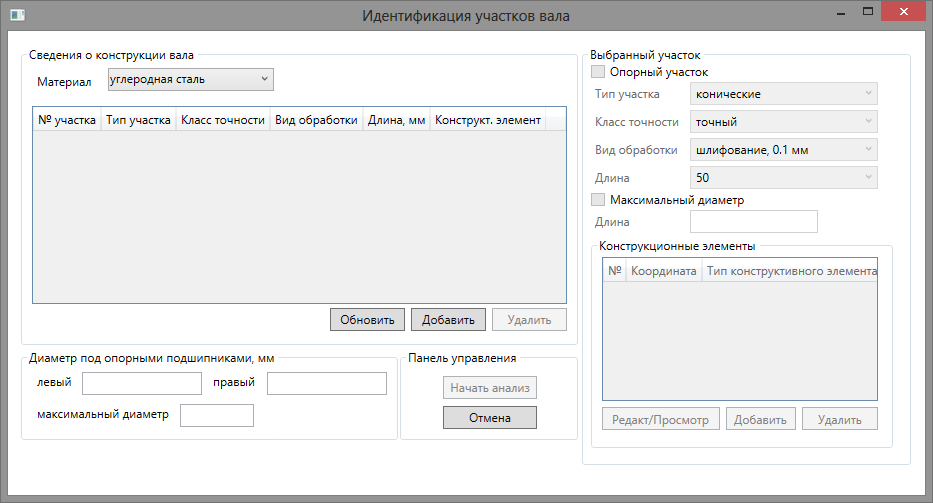 Идентификация участков вала
Сведения о конструкции вала
Материал углеродная сталь
№ участка Тип участка Класс точности Вид обработки Длина, мм Конструкт. элемент
Обновить Добавить Удалить
Диаметр под опорными подшипниками, мм
левый правый
максимальный диаметр
Панель управления
Начать анализ
Отмена
Выбранный участок
Опорный участок
Тип участка конические
Класс точности точный
Вид обработки шлифование, 0.1 мм
Длина 50
Максимальный диаметр
Длина
Конструкционные элементы
№ Координата Тип конструктивного элемента
Редакт/Просмотр Добавить Удалить